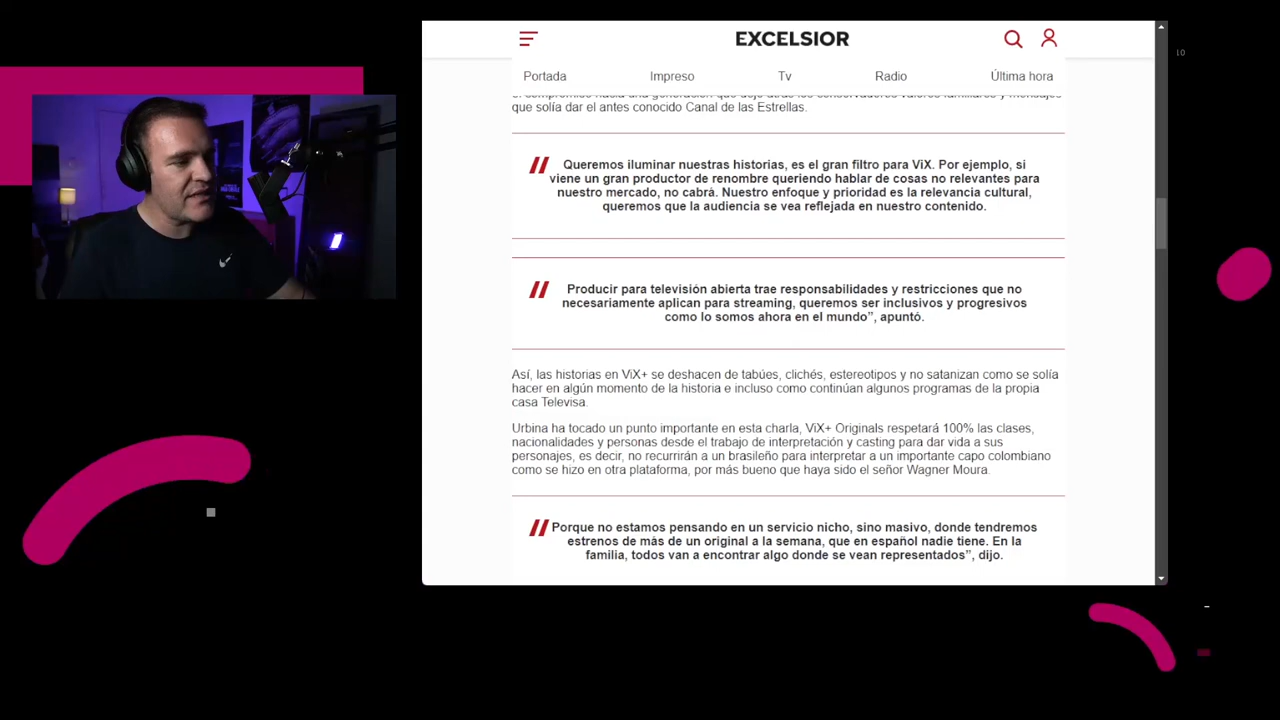 EXCELSIOR
10
Portada Impreso Tv Radio Última hora
que solía dar el antes conocido Canal de las Estrellas.
Queremos iluminar nuestras historias, es el gran filtro para ViX. Por ejemplo, si
viene un gran productor de renombre queriendo hablar de cosas no relevantes para
nuestro mercado, no cabrá. Nuestro enfoque y prioridad es la relevancia cultural,
queremos que la audiencia se vea reflejada en nuestro contenido.
Producir para televisión abierta trae responsabilidades y restricciones que no
necesariamente aplican para streaming, queremos ser inclusivos y progresivos
como lo somos ahora en el mundo”, apuntó.
Así, las historias en ViX+ se deshacen de tabúes, clichés, estereotipos y no satanizan como se solía
hacer en algún momento de la historia e incluso como continúan algunos programas de la propia
casa Televisa.
Urbina ha tocado un punto importante en esta charla, ViX+ Originals respetará 100% las clases,
nacionalidades y personas desde el trabajo de interpretación y casting para dar vida a sus
personajes, es decir, no recurrirán a un brasileño para interpretar a un importante capo colombiano
como se hizo en otra plataforma, por más bueno que haya sido el señor Wagner Moura.
Porque no estamos pensando en un servicio nicho, sino masivo, donde tendremos
estrenos de más de un original a la semana, que en español nadie tiene. En la
familia, todos van a encontrar algo donde se vean representados”, dijo.